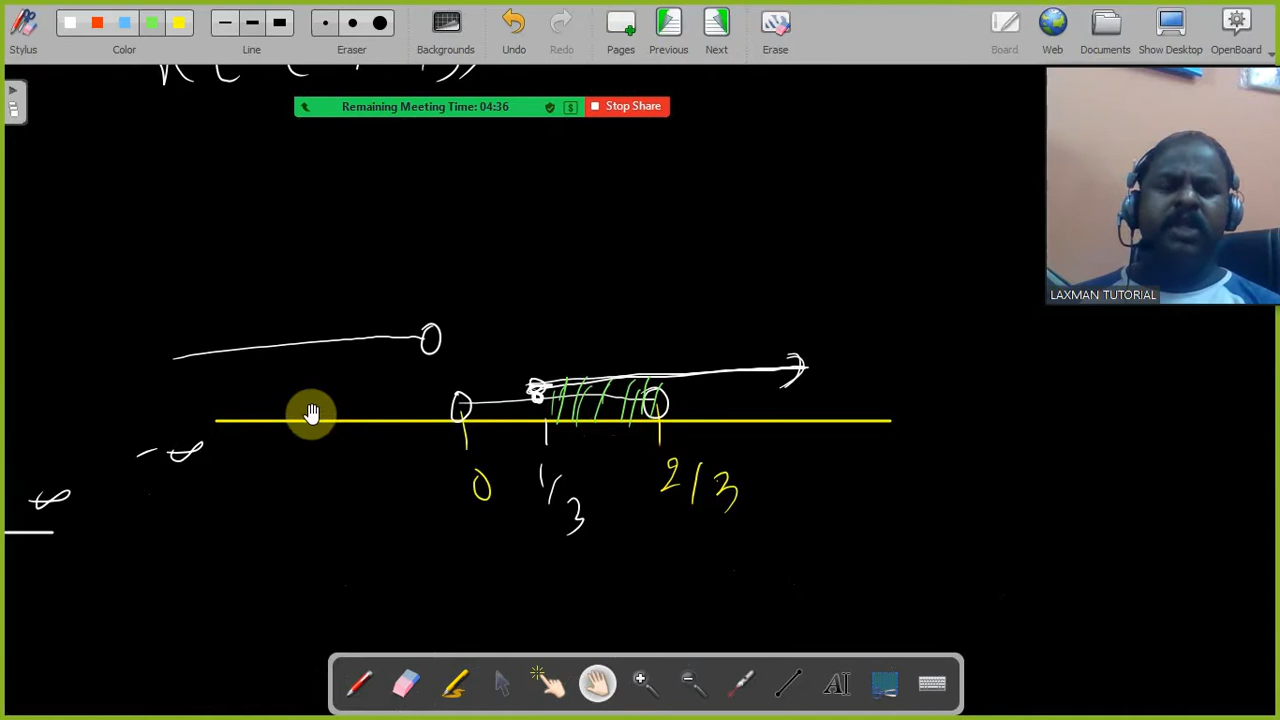 Stylus
Color
Line
Eraser
Backgrounds
Undo
Redo
Pages
Previous
Next
Erase
Board
Web
Documents
Show Desktop
OpenBoard
Remaining Meeting Time: 04:36
$
Stop Share
LAXMAN TUTORIAL
-∞
0
1/3
2/3
∞
AI